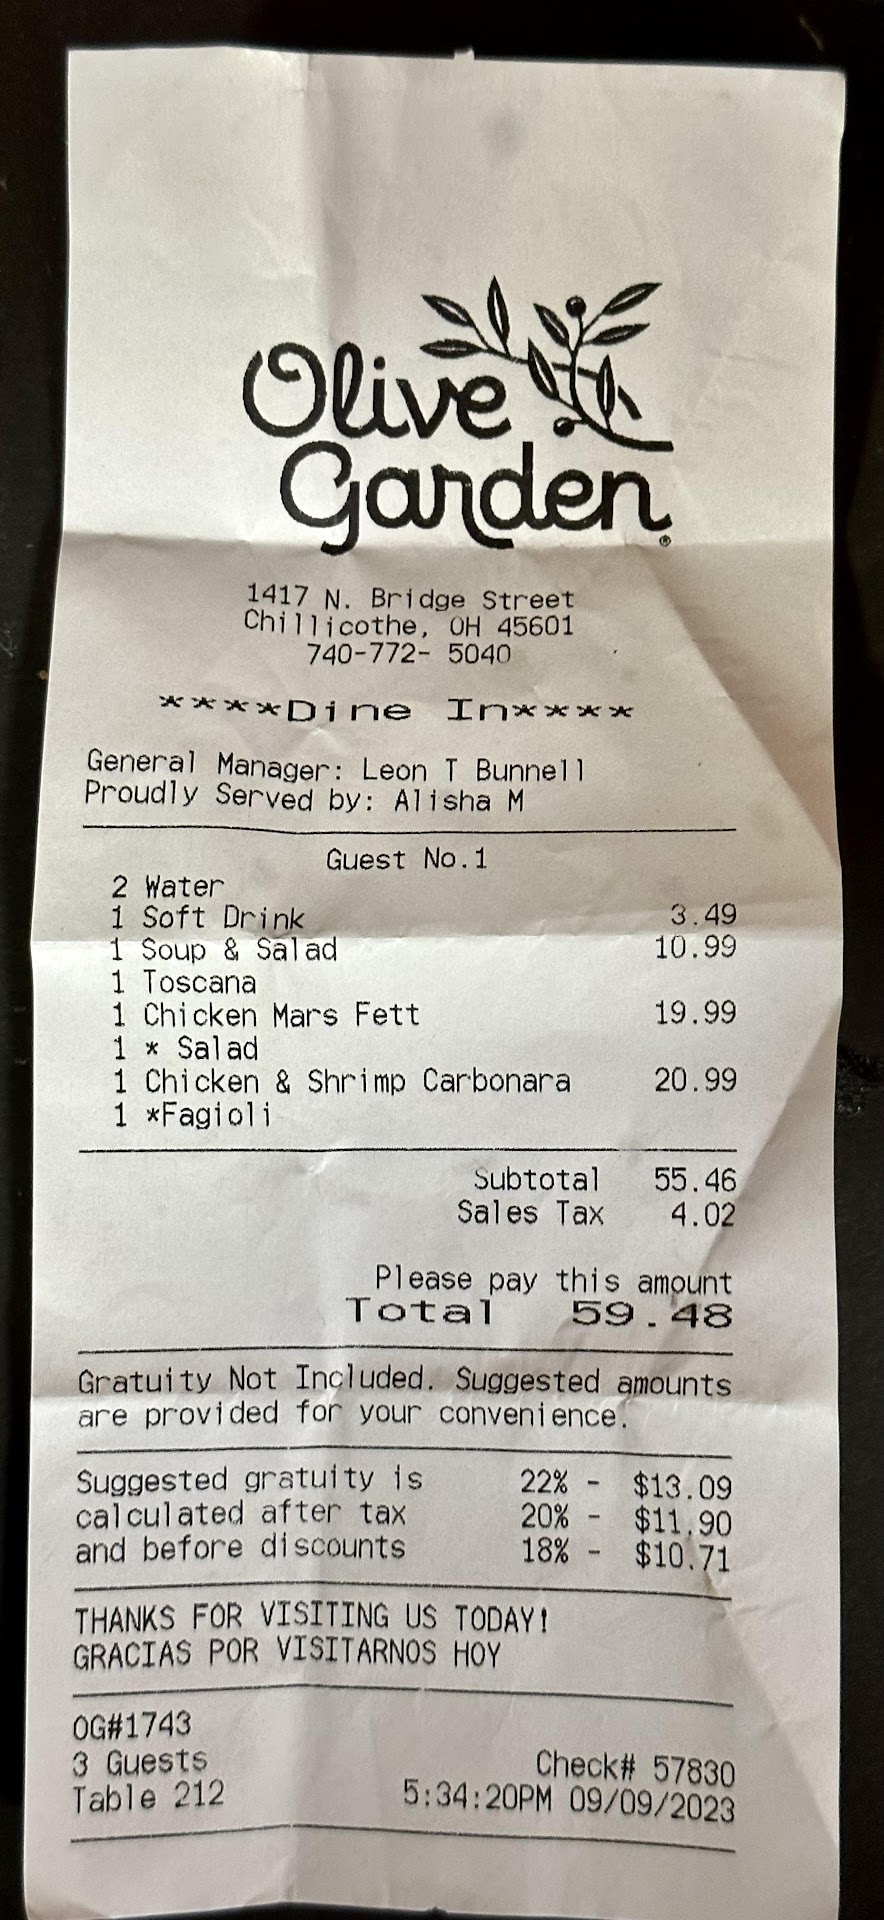 Olive
Garden®
1417 N. Bridge Street
Chillicothe, OH 45601
740-772- 5040
****Dine In****
General Manager: Leon T Bunnell
Proudly Served by: Alisha M
Guest No.1
2 Water
1 Soft Drink 3.49
1 Soup & Salad 10.99
1 Toscana
1 Chicken Mars Fett 19.99
1 * Salad
1 Chicken & Shrimp Carbonara 20.99
1 *Fagioli
Subtotal 55.46
Sales Tax 4.02
Please pay this amount
Total 59.48
Gratuity Not Included. Suggested amounts
are provided for your convenience.
Suggested gratuity is 22% - $13.09
calculated after tax 20% - $11.90
and before discounts 18% - $10.71
THANKS FOR VISITING US TODAY!
GRACIAS POR VISITARNOS HOY
OG#1743
3 Guests Check# 57830
Table 212 5:34:20PM 09/09/2023